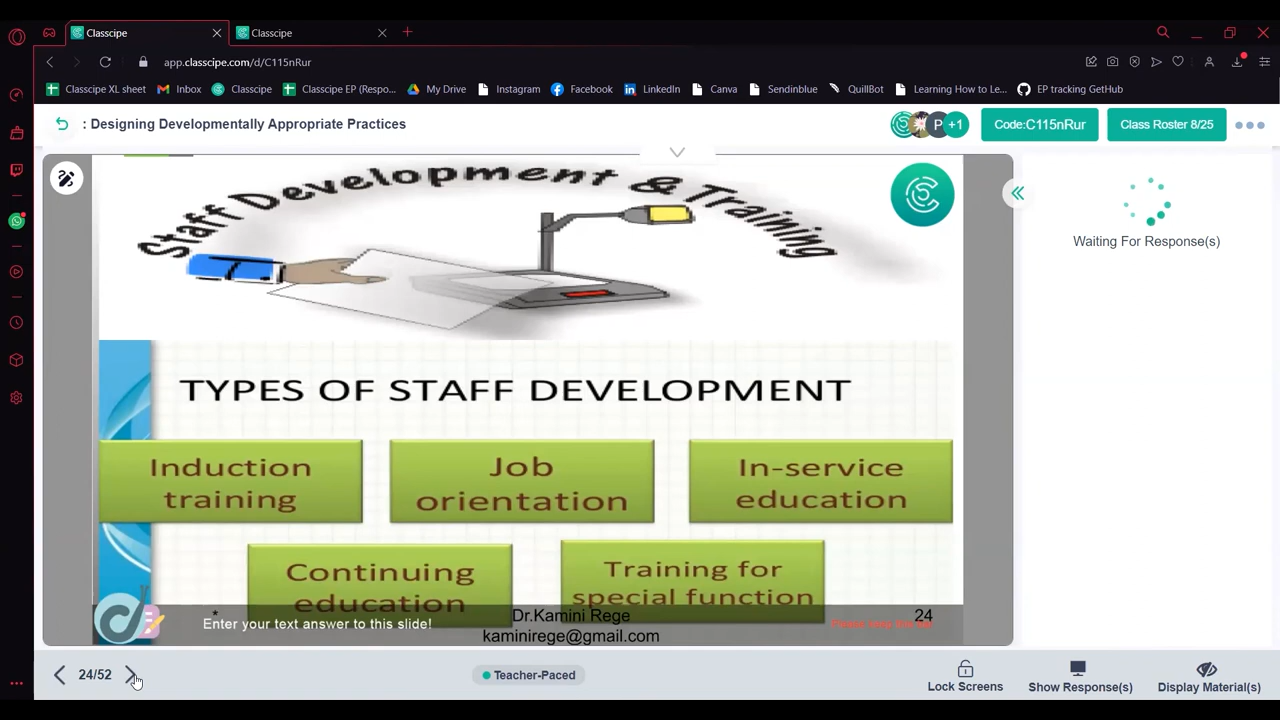 Classcipe
Classcipe
app.classcipe.com/d/C115nRur
Classcipe XL sheet
Inbox
Classcipe
Classcipe EP (Respo...
My Drive
Instagram
Facebook
LinkedIn
Canva
Sendinblue
QuillBot
Learning How to Le...
EP tracking GetHub
: Designing Developmentally Appropriate Practices
P
+1
Code:C115nRur
Class Roster 8/25
Staff Development & Training
Waiting For Response(s)
TYPES OF STAFF DEVELOPMENT
Induction
training
Job
orientation
In-service
education
Continuing
education
Training for
special function
*
Enter your text answer to this slide!
Dr.Kamini Rege
kaminirege@gmail.com
24
24/52
Teacher-Paced
Lock Screens
Show Response(s)
Display Material(s)